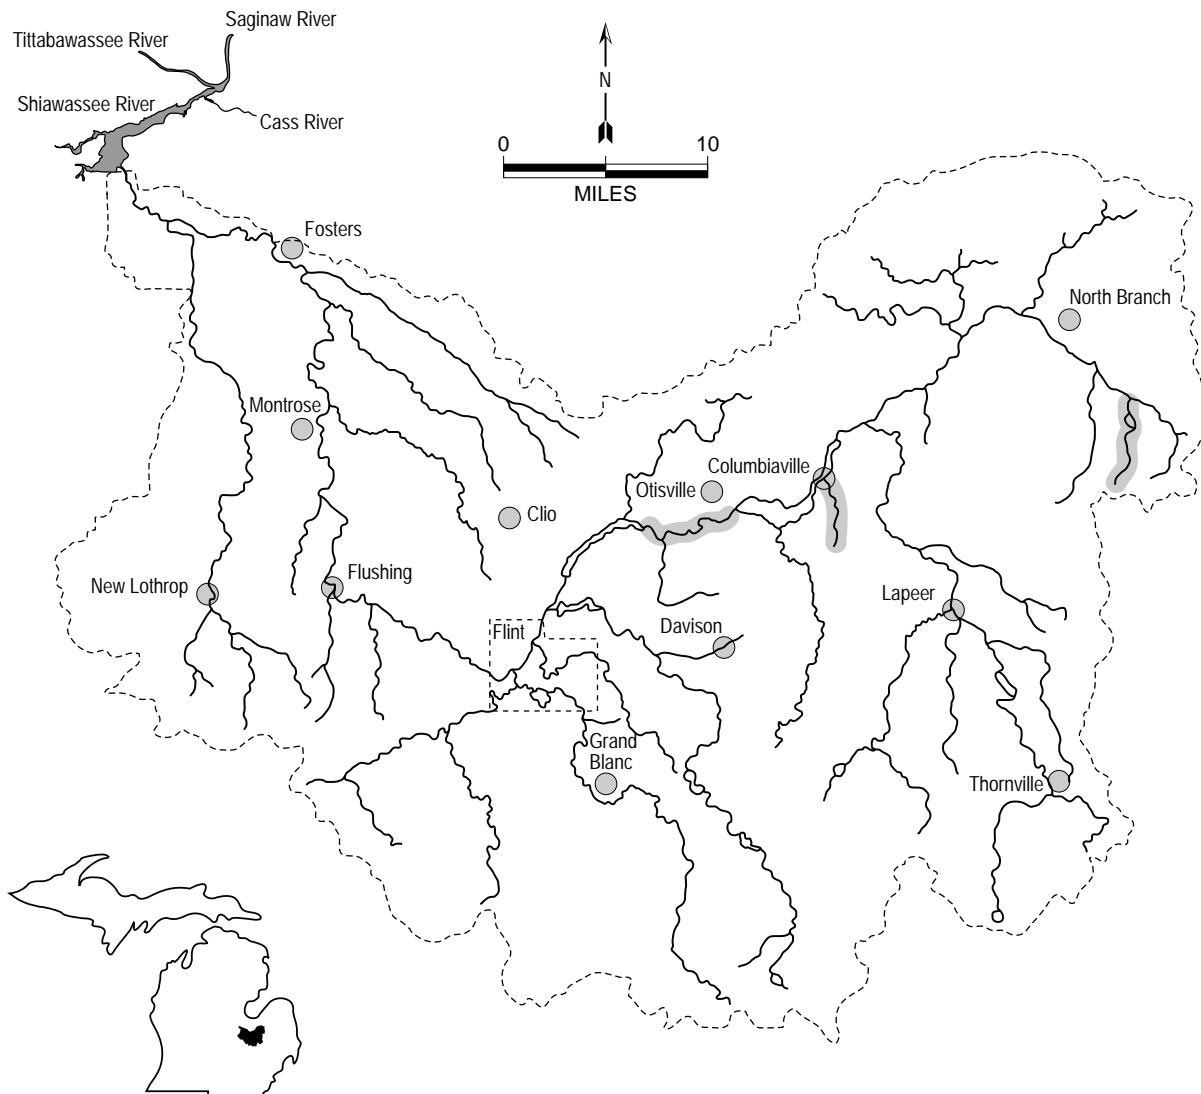 Saginaw River
Tittabawassee River
Shiawassee River
Cass River
N
0 10
MILES
Fosters
North Branch
Montrose
Columbiaville
Otisville
Clio
New Lothrop
Flushing
Lapeer
Flint
Davison
Grand
Blanc
Thornville